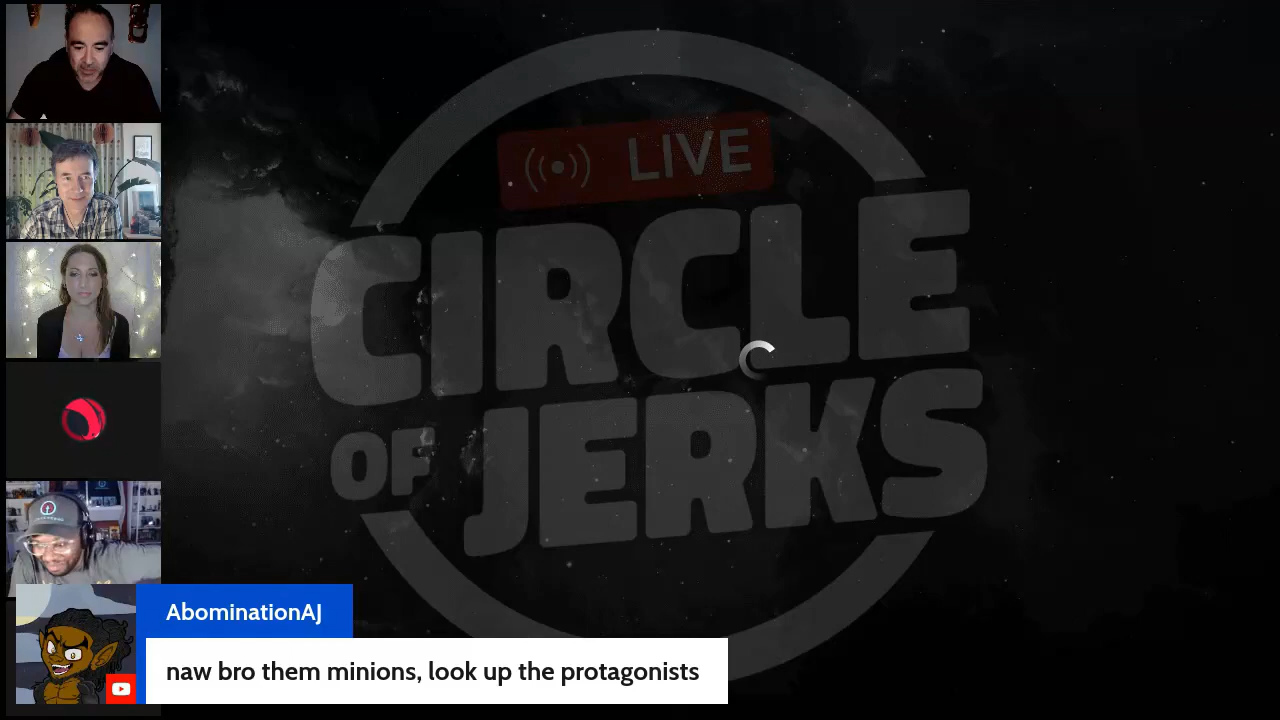 LIVE
CIRCLE
OF JERKS
AbominationAJ
naw bro them minions, look up the protagonists